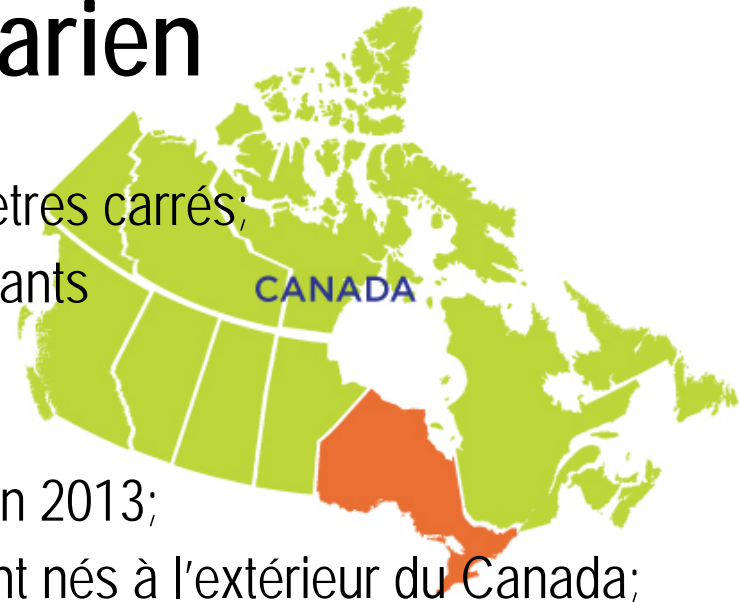 arien
etres carrés;
ants
CANADA
n 2013;
nt nés à l'extérieur du Canada;